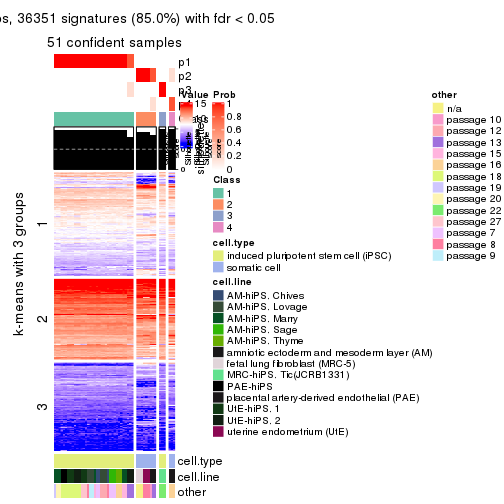 os, 36351 signatures (85.0%) with fdr < 0.05
51 confident samples
p1
p2
p3
Value
15
10
0
Prob
1
0.8
0.6
0.4
0.2
0
Silhouette score
Class
1
2
3
4
cell.type
induced pluripotent stem cell (iPSC)
somatic cell
cell.line
AM-hiPS. Chives
AM-hiPS. Lovage
AM-hiPS. Marry
AM-hiPS. Sage
AM-hiPS. Thyme
amniotic ectoderm and mesoderm layer (AM)
fetal lung fibroblast (MRC-5)
MRC-hiPS. Tic(JCRB1331)
PAE-hiPS
placental artery-derived endothelial (PAE)
UtE-hiPS. 1
UtE-hiPS. 2
uterine endometrium (UtE)
other
n/a
passage 10
passage 12
passage 13
passage 15
passage 16
passage 18
passage 19
passage 20
passage 22
passage 27
passage 7
passage 8
passage 9
k-means with 3 groups
1
2
3
cell.type
cell.line
other